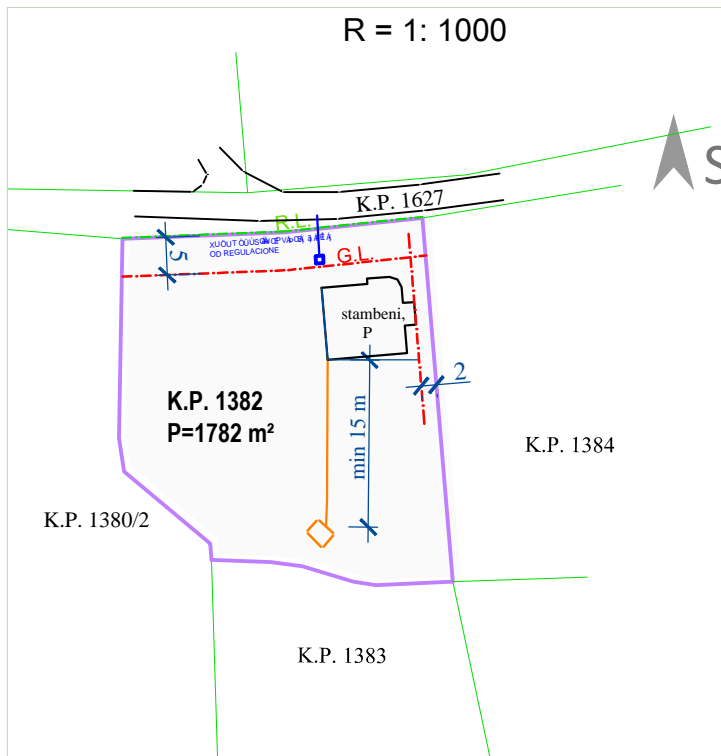 R = 1: 1000
S
K.P. 1627
R.L.
OD REGULACIONE
5
G.L.
stambeni,
P
2
K.P. 1382
P=1782 m²
min 15 m
K.P. 1384
K.P. 1380/2
K.P. 1383